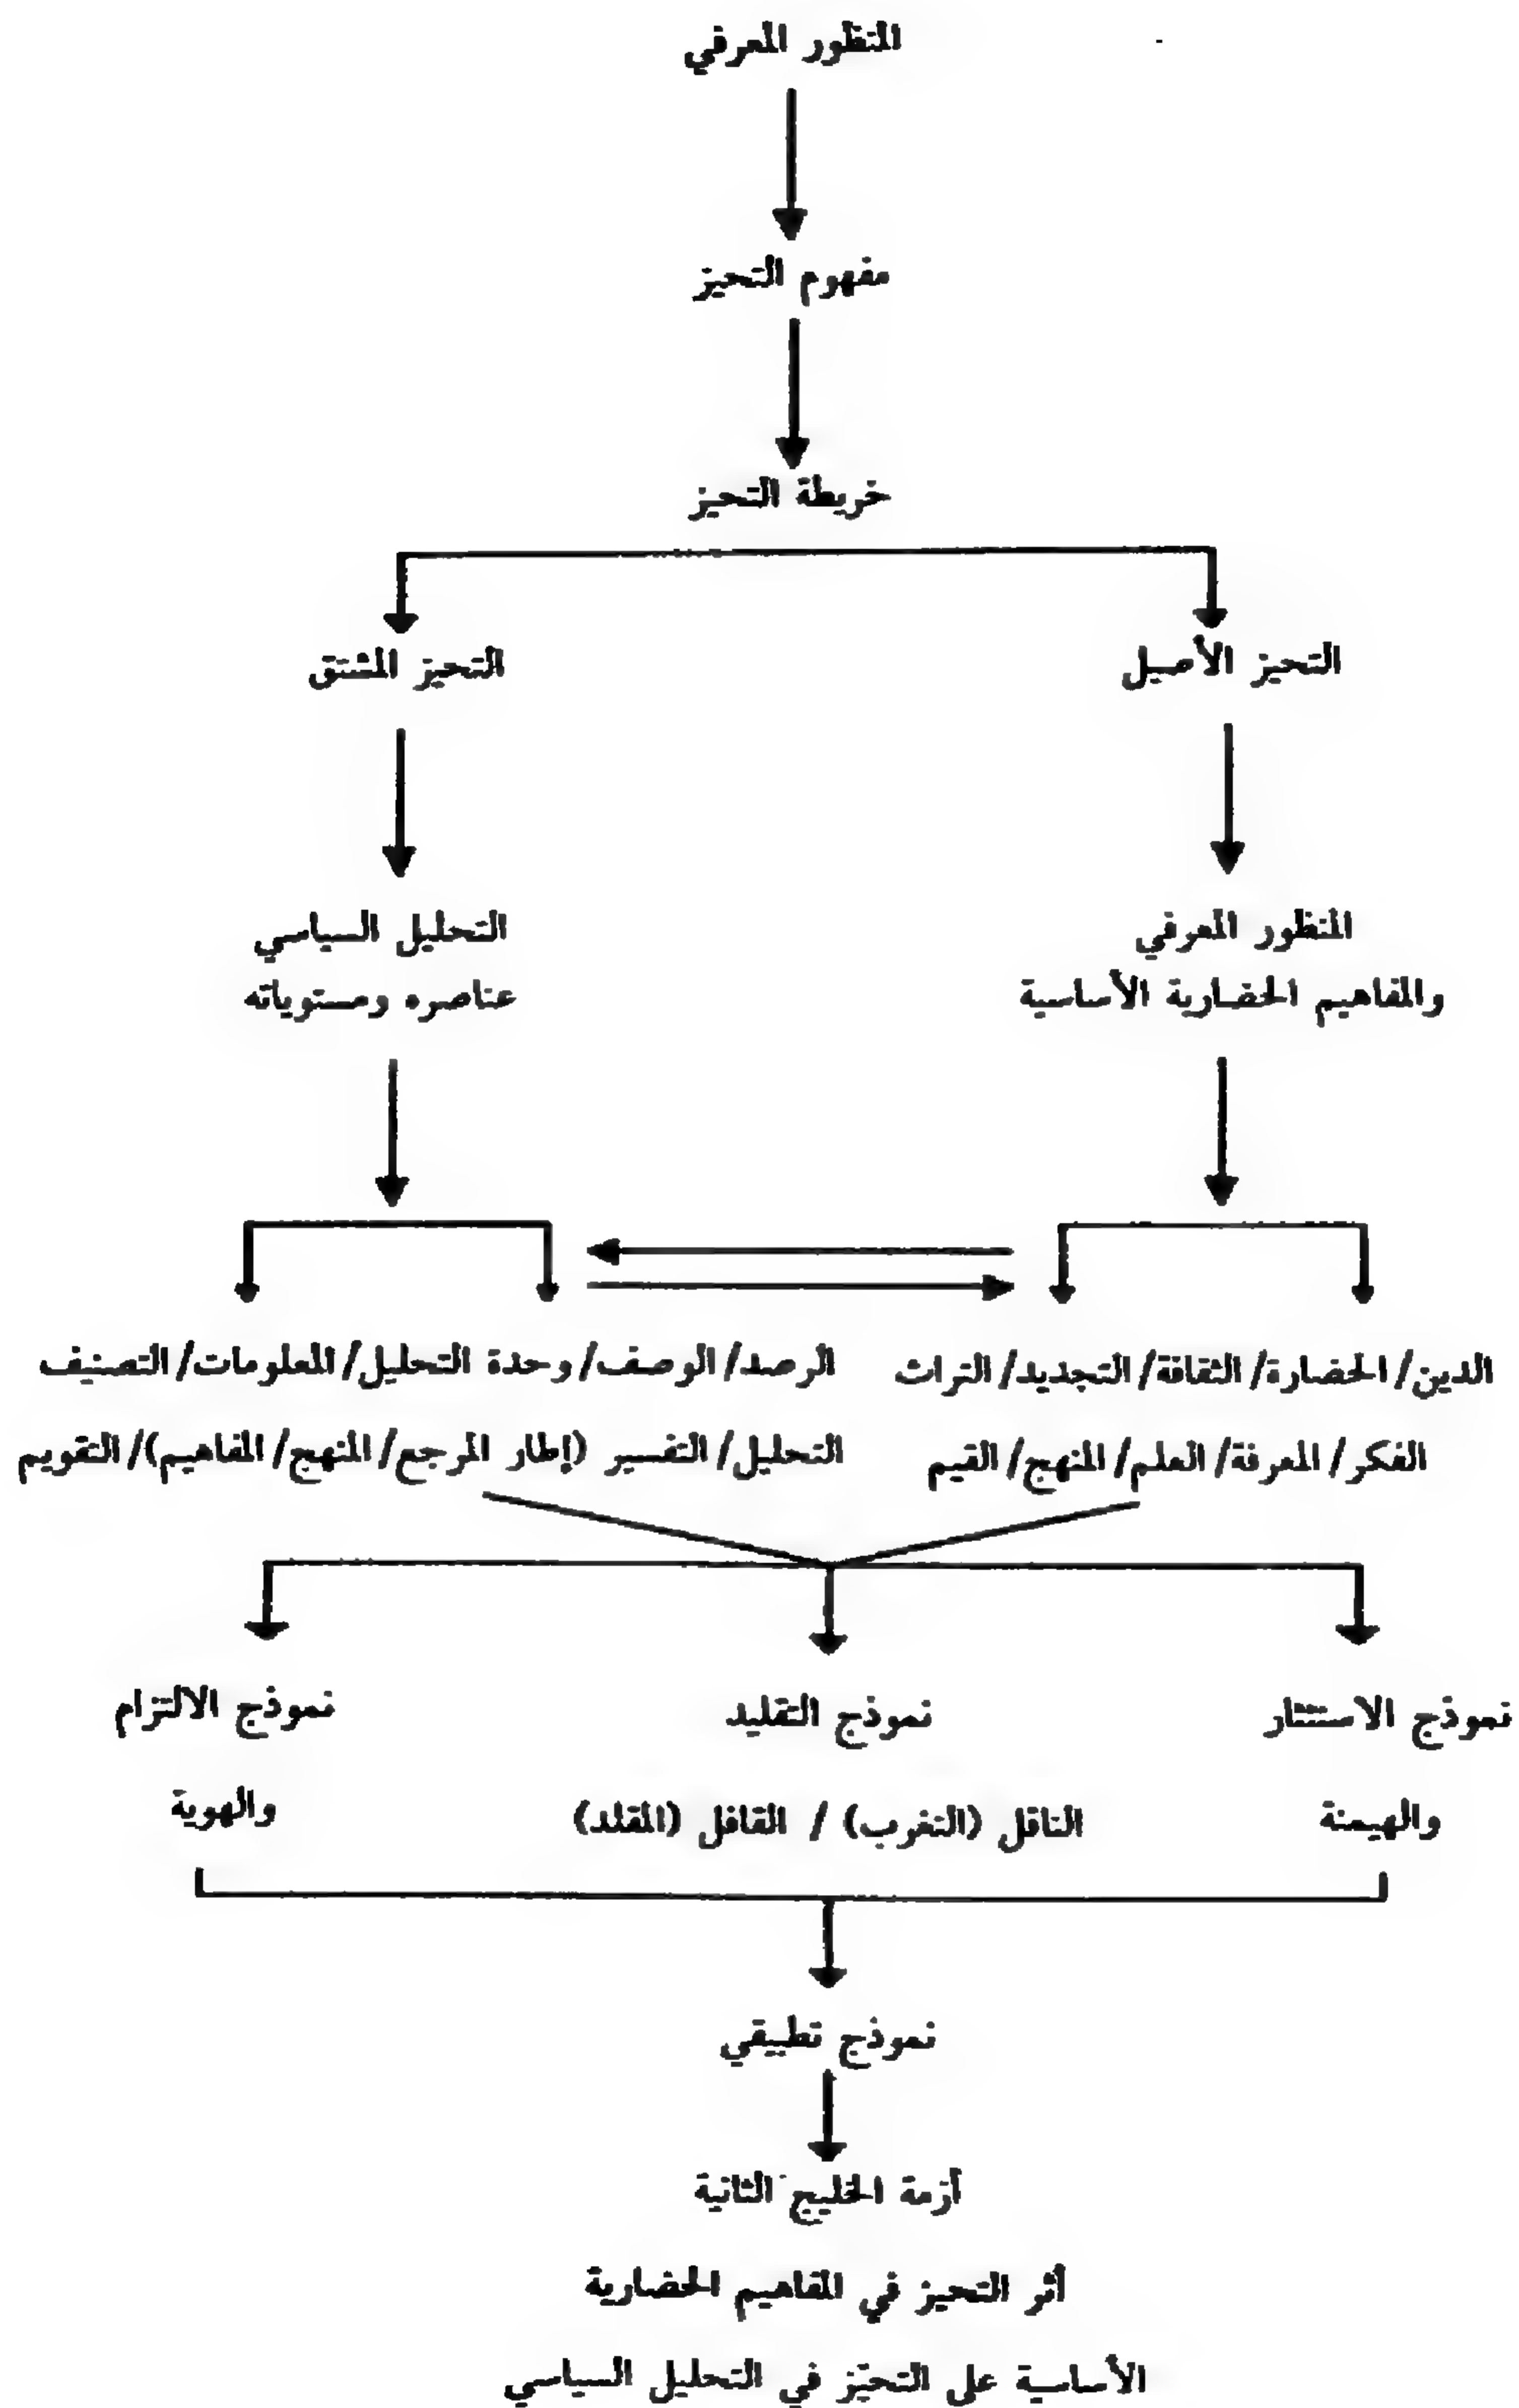 المنظور المعرفي
مفهوم التحيز
خريطة التحيز
التحيز الأصيل
التحيز المشتق
المنظور المعرفي
والمفاهيم الحضارية الأساسية
التحليل السياسي
عناصره ومستوياته
الدين/الحضارة/الثقافة/التجديد/التراث
الفكر/المعرفة/العلم/المنهج/القيم
الرصد/الوصف/وحدة التحليل/المعلومات/التصنيف
التحليل/التفسير (إطار المرجع/المنهج/المفاهيم)/التقويم
نموذج الاستئثار
والهيمنة
نموذج التقليد
الناقل (التغرب) / القافل (المقلد)
نموذج الالتزام
والهوية
نموذج تطبيقي
أزمة الخليج الثانية
أثر التحيز في المفاهيم الحضارية
الأساسية على التحيّز في التحليل السياسي